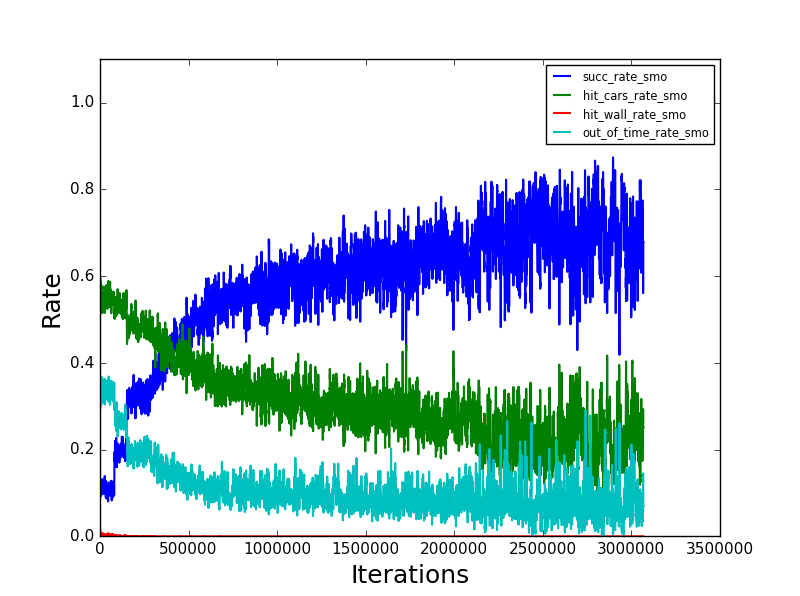 succ_rate_smo
hit_cars_rate_smo
hit_wall_rate_smo
out_of_time_rate_smo
1.0
0.8
0.6
0.4
0.2
0.0
Rate
0 500000 1000000 1500000 2000000 2500000 3000000 3500000
Iterations